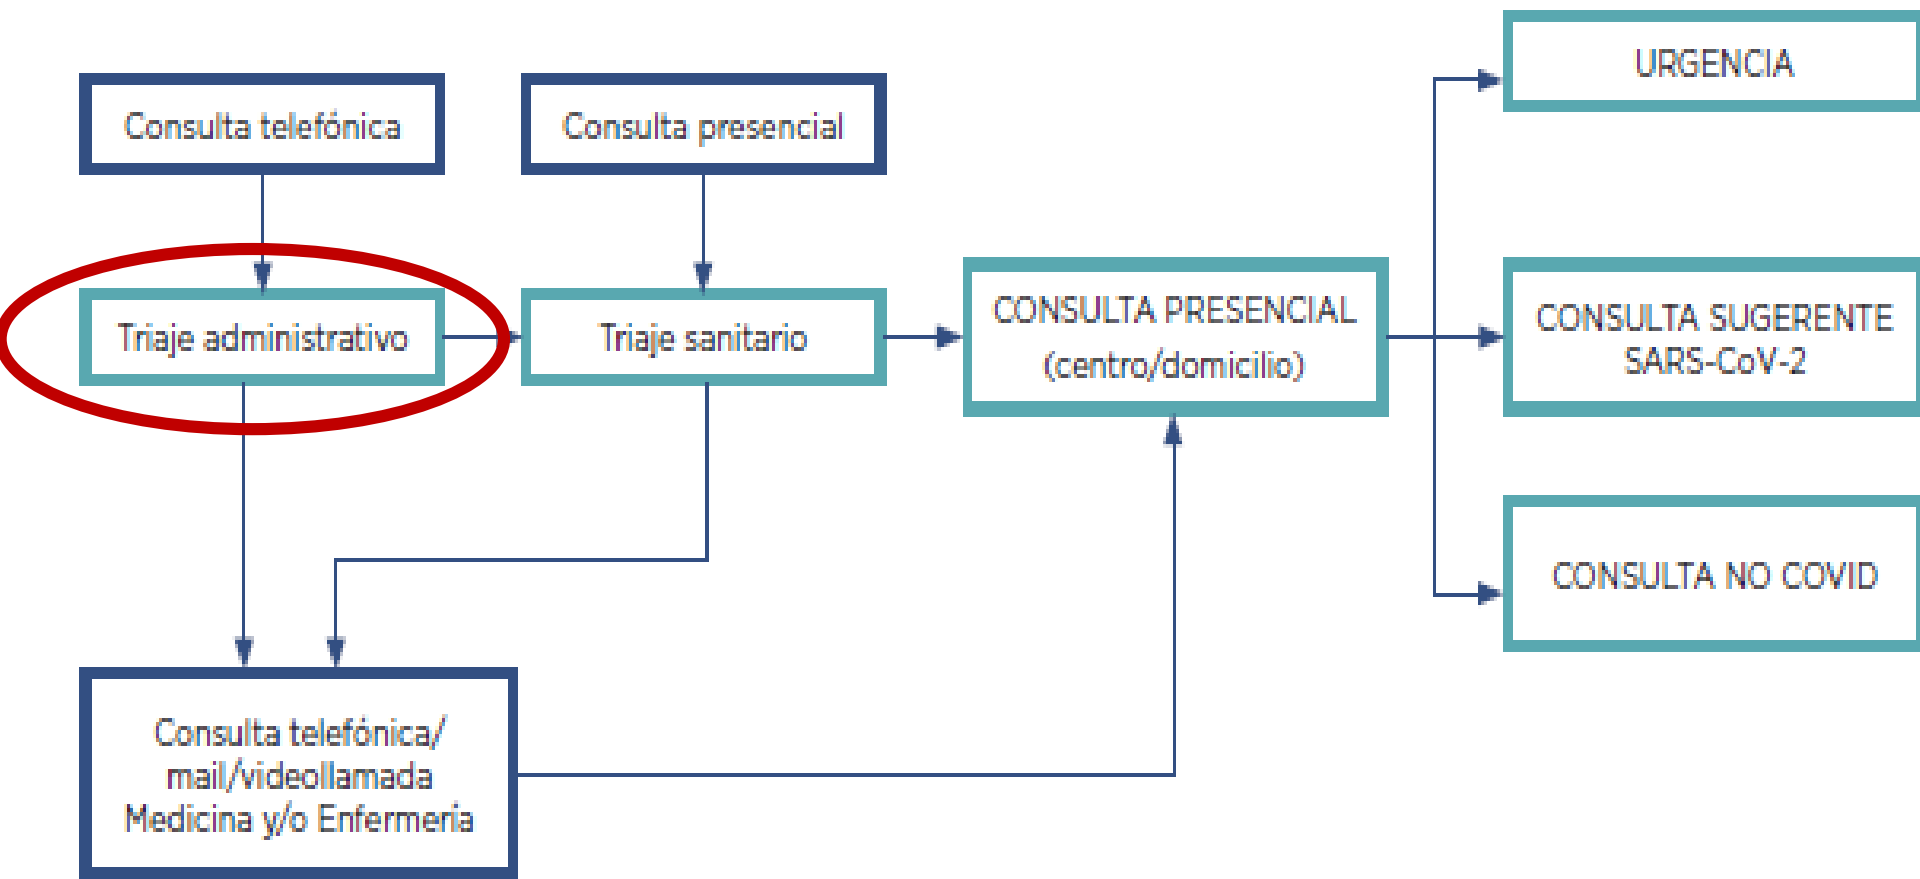 URGENCIA
Consulta telefónica
Consulta presencial
Triaje administrativo
Triaje sanitario
CONSULTA PRESENCIAL
(centro/domicilio)
CONSULTA SUGERENTE
SARS-CoV-2
CONSULTA NO COVID
Consulta telefónica/
mail/videollamada
Medicina y/o Enfermería